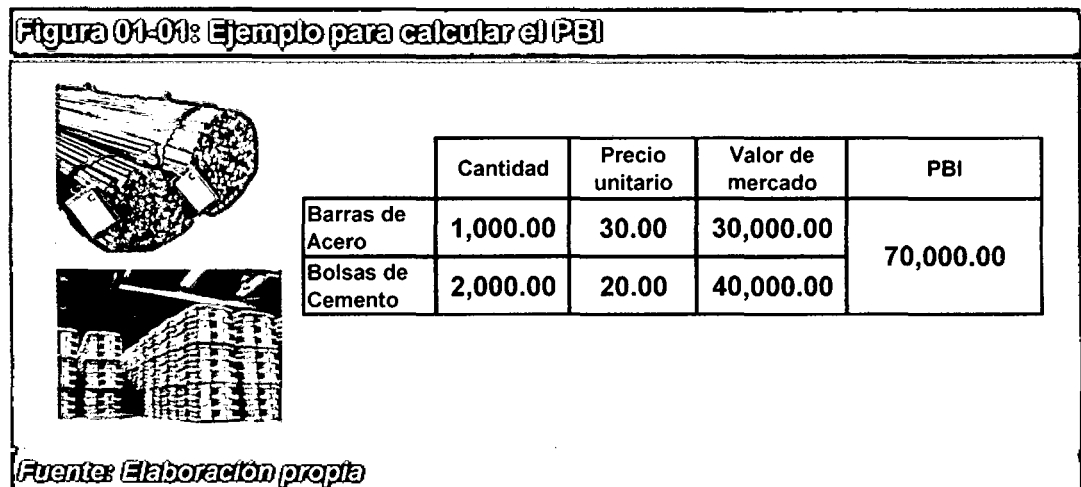 Figura 01-01: Ejemplo para calcular el PBI
Cantidad
Precio unitario
Valor de mercado
PBI
Barras de Acero
1,000.00
30.00
30,000.00
70,000.00
Bolsas de Cemento
2,000.00
20.00
40,000.00
Fuente: Elaboración propia